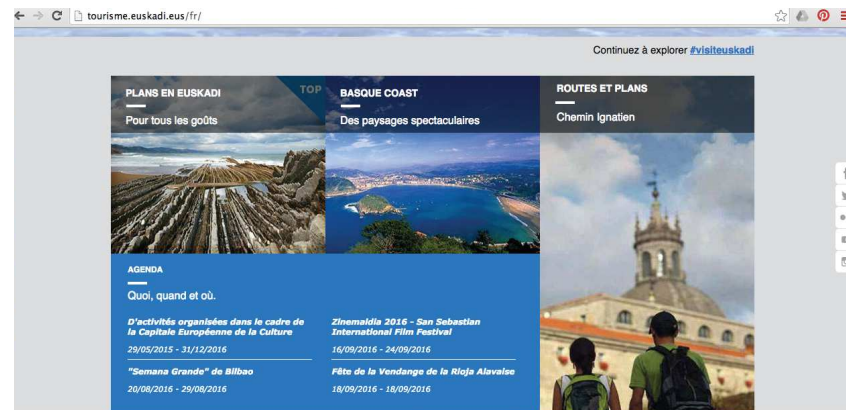 tourisme.euskadi.eus/fr/
Continuez à explorer #visiteuskadi
PLANS EN EUSKADI
TOP
Pour tous les goûts
BASQUE COAST
Des paysages spectaculaires
ROUTES ET PLANS
Chemin Ignatien
AGENDA
Quoi, quand et où.
D'activités organisées dans le cadre de
la Capitale Européenne de la Culture
29/05/2015 - 31/12/2016
Zinemaldia 2016 - San Sebastian
International Film Festival
16/09/2016 - 24/09/2016
"Semana Grande" de Bilbao
20/08/2016 - 29/08/2016
Fête de la Vendange de la Rioja Alavaise
18/09/2016 - 18/09/2016